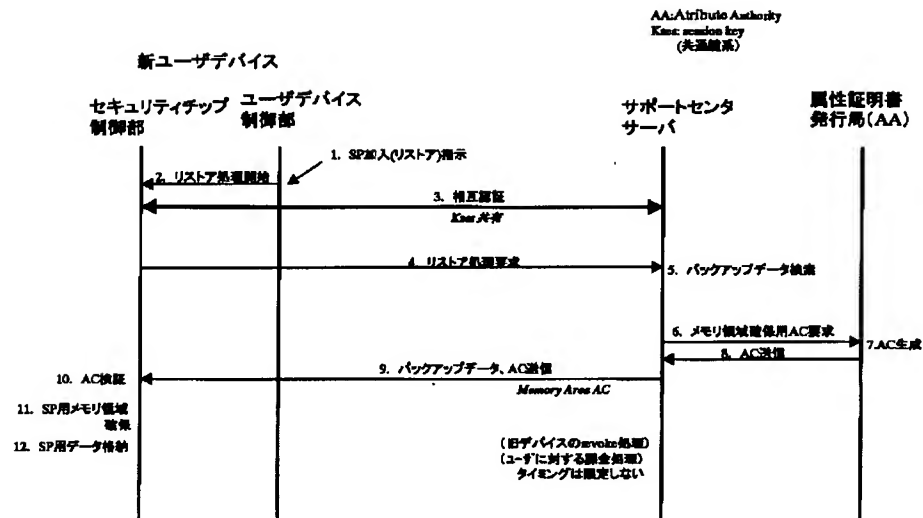 AA:Atribute Authority
Kses: session key
(共通鍵系)
新ユーザデバイス
セキュリティチップ
制御部
ユーザデバイス
制御部
サポートセンタ
サーバ
属性証明書
発行局(AA)
1. SP加入(リストア)指示
2. リストア処理開始
3. 相互認証
Kses 共有
4. リストア処理要求
5. バックアップデータ検索
6. メモリ領域確保用AC要求
7.AC生成
8. AC送信
9. バックアップデータ、AC送信
Memory Area AC
10. AC検証
11. SP用メモリ領域
確保
12. SP用データ格納
(旧デバイスのrevoke処理)
(ユーザに対する課金処理)
タイミングは限定しない